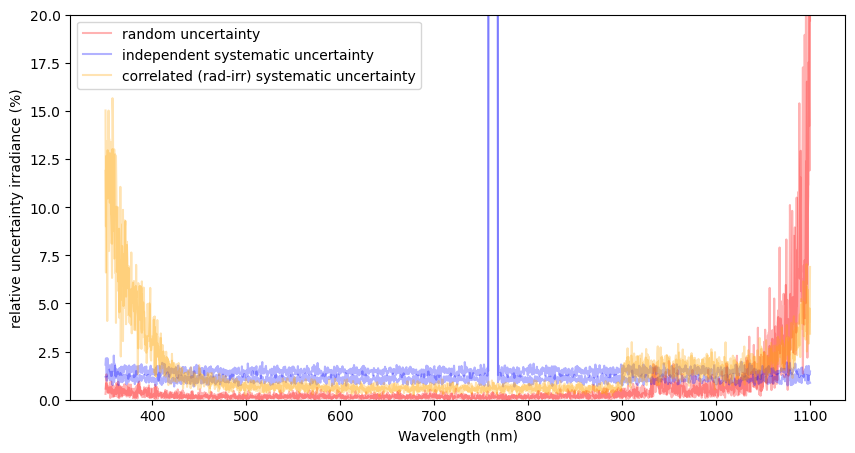 random uncertainty
independent systematic uncertainty
correlated (rad-irr) systematic uncertainty
relative uncertainty irradiance (%)
20.0
17.5
15.0
12.5
10.0
7.5
5.0
2.5
0.0
400 500 600 700 800 900 1000 1100
Wavelength (nm)